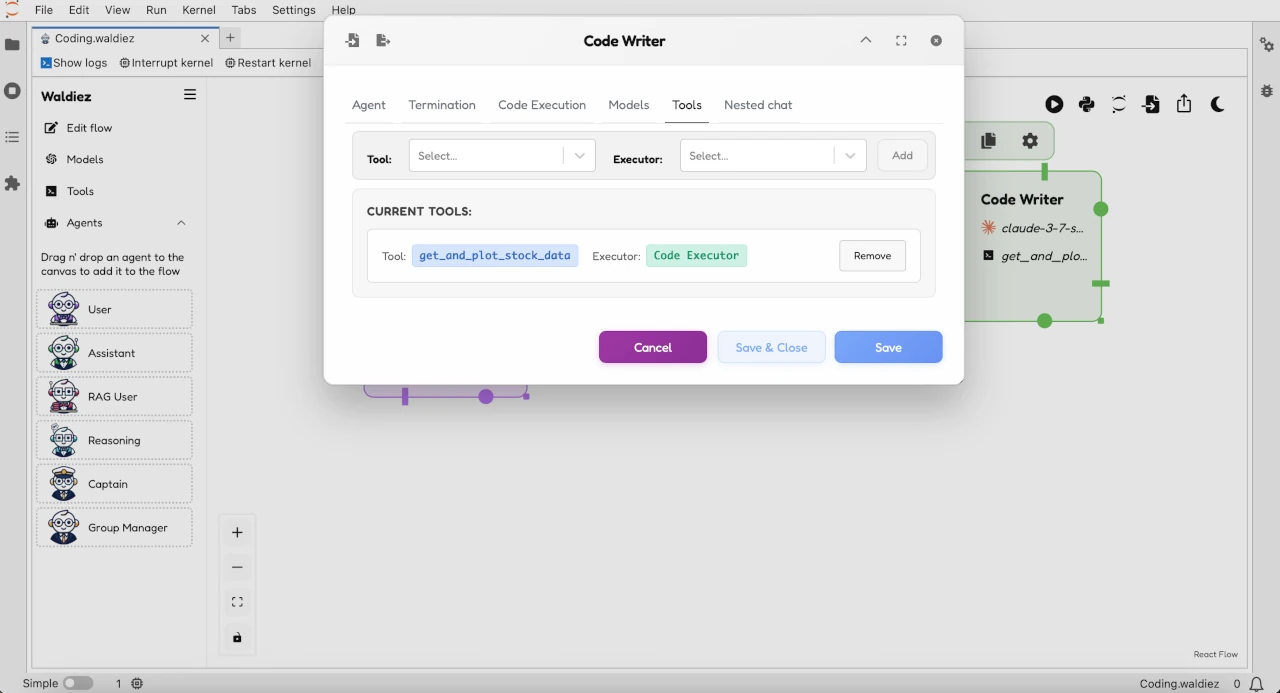 File Edit View Run Kernel Tabs Settings Help
Coding.waldiez
Show logs Interrupt kernel Restart kernel
Waldiez
Edit flow
Models
Tools
Agents
Drag n' drop an agent to the
canvas to add it to the flow
User
Assistant
RAG User
Reasoning
Captain
Group Manager
Code Writer
Agent Termination Code Execution Models Tools Nested chat
Tool: Select... Executor: Select... Add
CURRENT TOOLS:
Tool: get_and_plot_stock_data Executor: Code Executor Remove
Cancel Save & Close Save
Code Writer
claude-3-7-s...
get_and_plo...
React Flow
Simple 1 Coding.waldiez 0